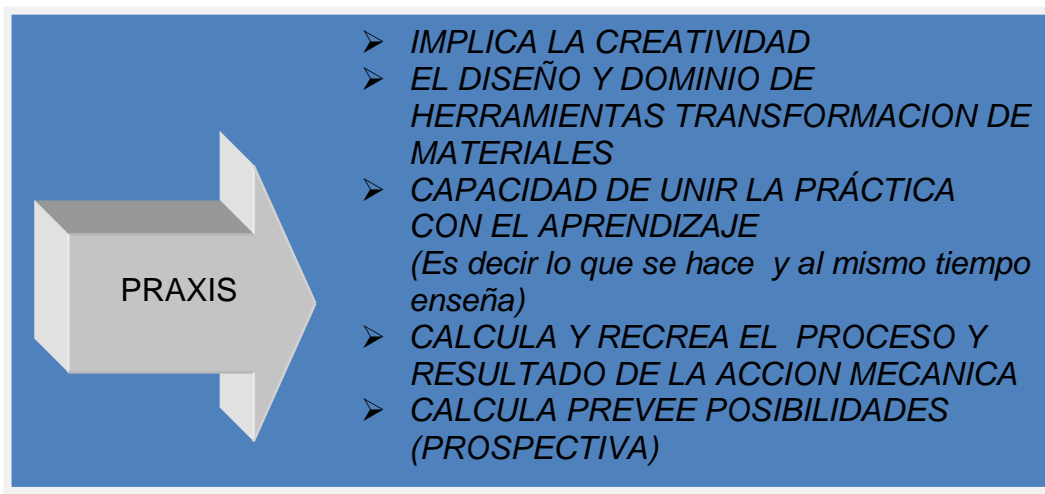 PRAXIS
➢ IMPLICA LA CREATIVIDAD
➢ EL DISEÑO Y DOMINIO DE
HERRAMIENTAS TRANSFORMACION DE
MATERIALES
➢ CAPACIDAD DE UNIR LA PRÁCTICA
CON EL APRENDIZAJE
(Es decir lo que se hace y al mismo tiempo
enseña)
➢ CALCULA Y RECREA EL PROCESO Y
RESULTADO DE LA ACCION MECANICA
➢ CALCULA PREVEE POSIBILIDADES
(PROSPECTIVA)